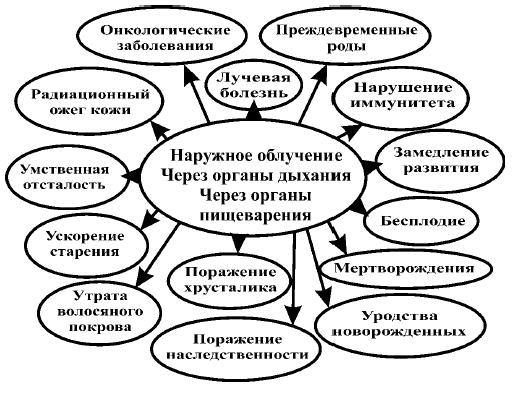 Онкологические
заболевания
Преждевременные
роды
Лучевая
болезнь
Радиационный
ожег кожи
Нарушение
иммунитета
Наружное облучение
Через органы дыхания
Через органы
пищеварения
Умственная
отсталость
Замедление
развития
Бесплодие
Ускорение
старения
Мертворождения
Поражение
хрусталика
Утрата
волосяного
покрова
Уродства
новорожденных
Поражение
наследственности